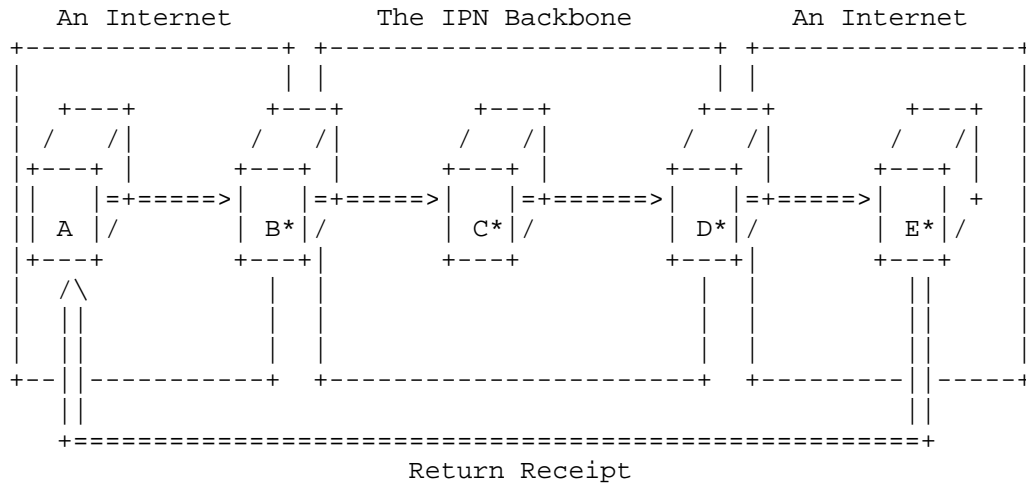 An Internet The IPN Backbone An Internet
A B* C* D* E*
Return Receipt